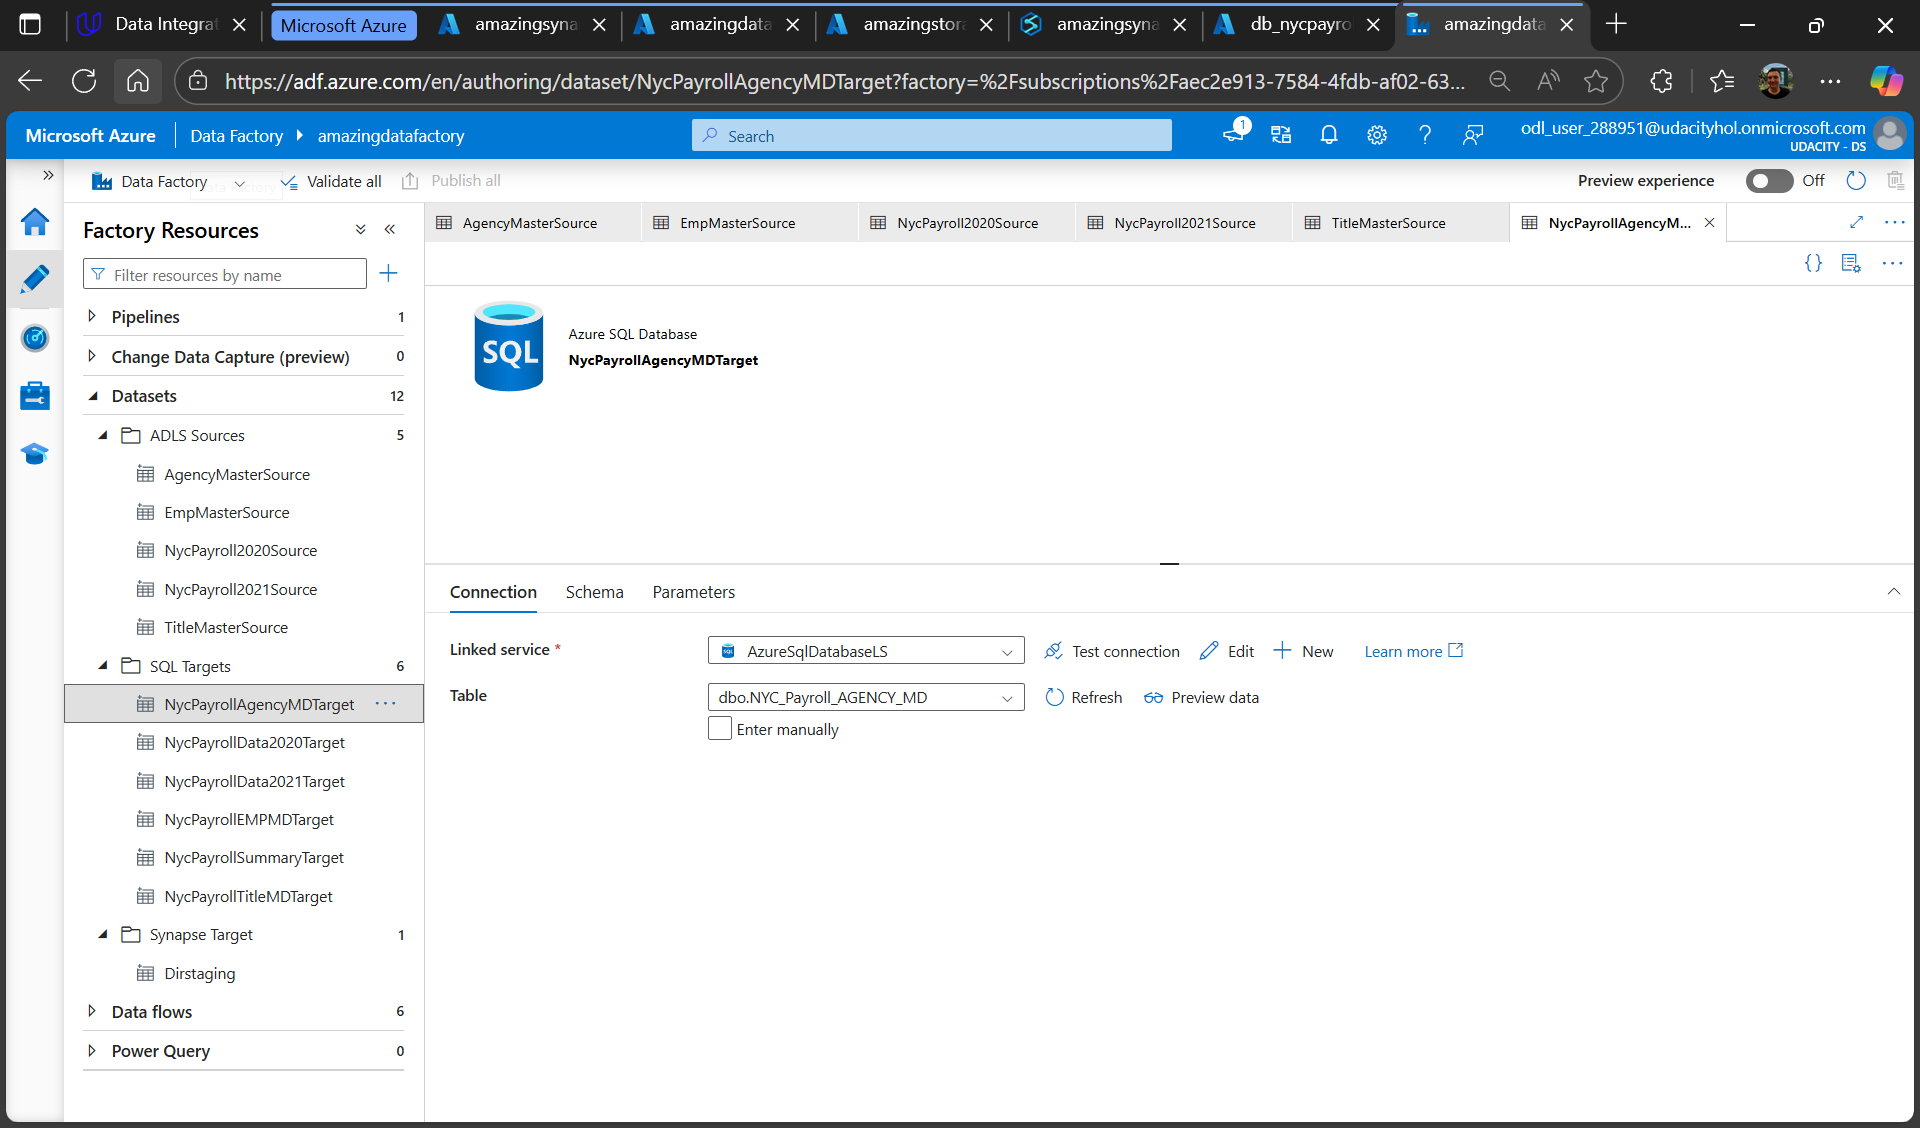 Data Integrat
Microsoft Azure
amazingsyna
amazingdata
amazingstora
amazingsyna
db_nycpayro
amazingdata
https://adf.azure.com/en/authoring/dataset/NycPayrollAgencyMDTarget?factory=%2Fsubscriptions%2Faec2e913-7584-4fdb-af02-63...
Microsoft Azure
Data Factory
amazingdatafactory
Search
1
odl_user_288951@udacityhol.onmicrosoft.com
UDACITY - DS
Data Factory
Validate all
Publish all
Preview experience
Off
Factory Resources
AgencyMasterSource
EmpMasterSource
NycPayroll2020Source
NycPayroll2021Source
TitleMasterSource
NycPayrollAgencyM...
Filter resources by name
Pipelines 1
Change Data Capture (preview) 0
Datasets 12
ADLS Sources 5
AgencyMasterSource
EmpMasterSource
NycPayroll2020Source
NycPayroll2021Source
TitleMasterSource
SQL Targets 6
NycPayrollAgencyMDTarget
NycPayrollData2020Target
NycPayrollData2021Target
NycPayrollEMPMDTarget
NycPayrollSummaryTarget
NycPayrollTitleMDTarget
Synapse Target 1
Dirstaging
Data flows 6
Power Query 0
SQL
Azure SQL Database
NycPayrollAgencyMDTarget
Connection
Schema
Parameters
Linked service *
AzureSqlDatabaseLS
Test connection
Edit
New
Learn more
Table
dbo.NYC_Payroll_AGENCY_MD
Refresh
Preview data
Enter manually